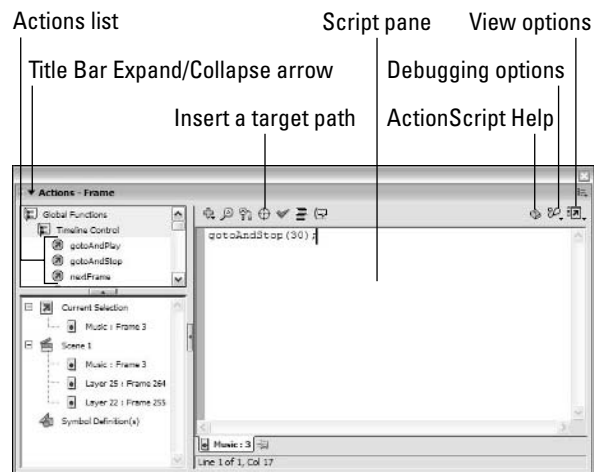 Actions list
Script pane
View options
Title Bar Expand/Collapse arrow
Debugging options
Insert a target path
ActionScript Help
Actions - Frame
Global Functions
Timeline Control
gotoAndPlay
gotoAndStop
nextFrame
gotoAndStop(30);
Current Selection
Music : Frame 3
Scene 1
Music : Frame 3
Layer 25 : Frame 264
Layer 22 : Frame 255
Symbol Definition(s)
Music : 3
Line 1 of 1, Col 17